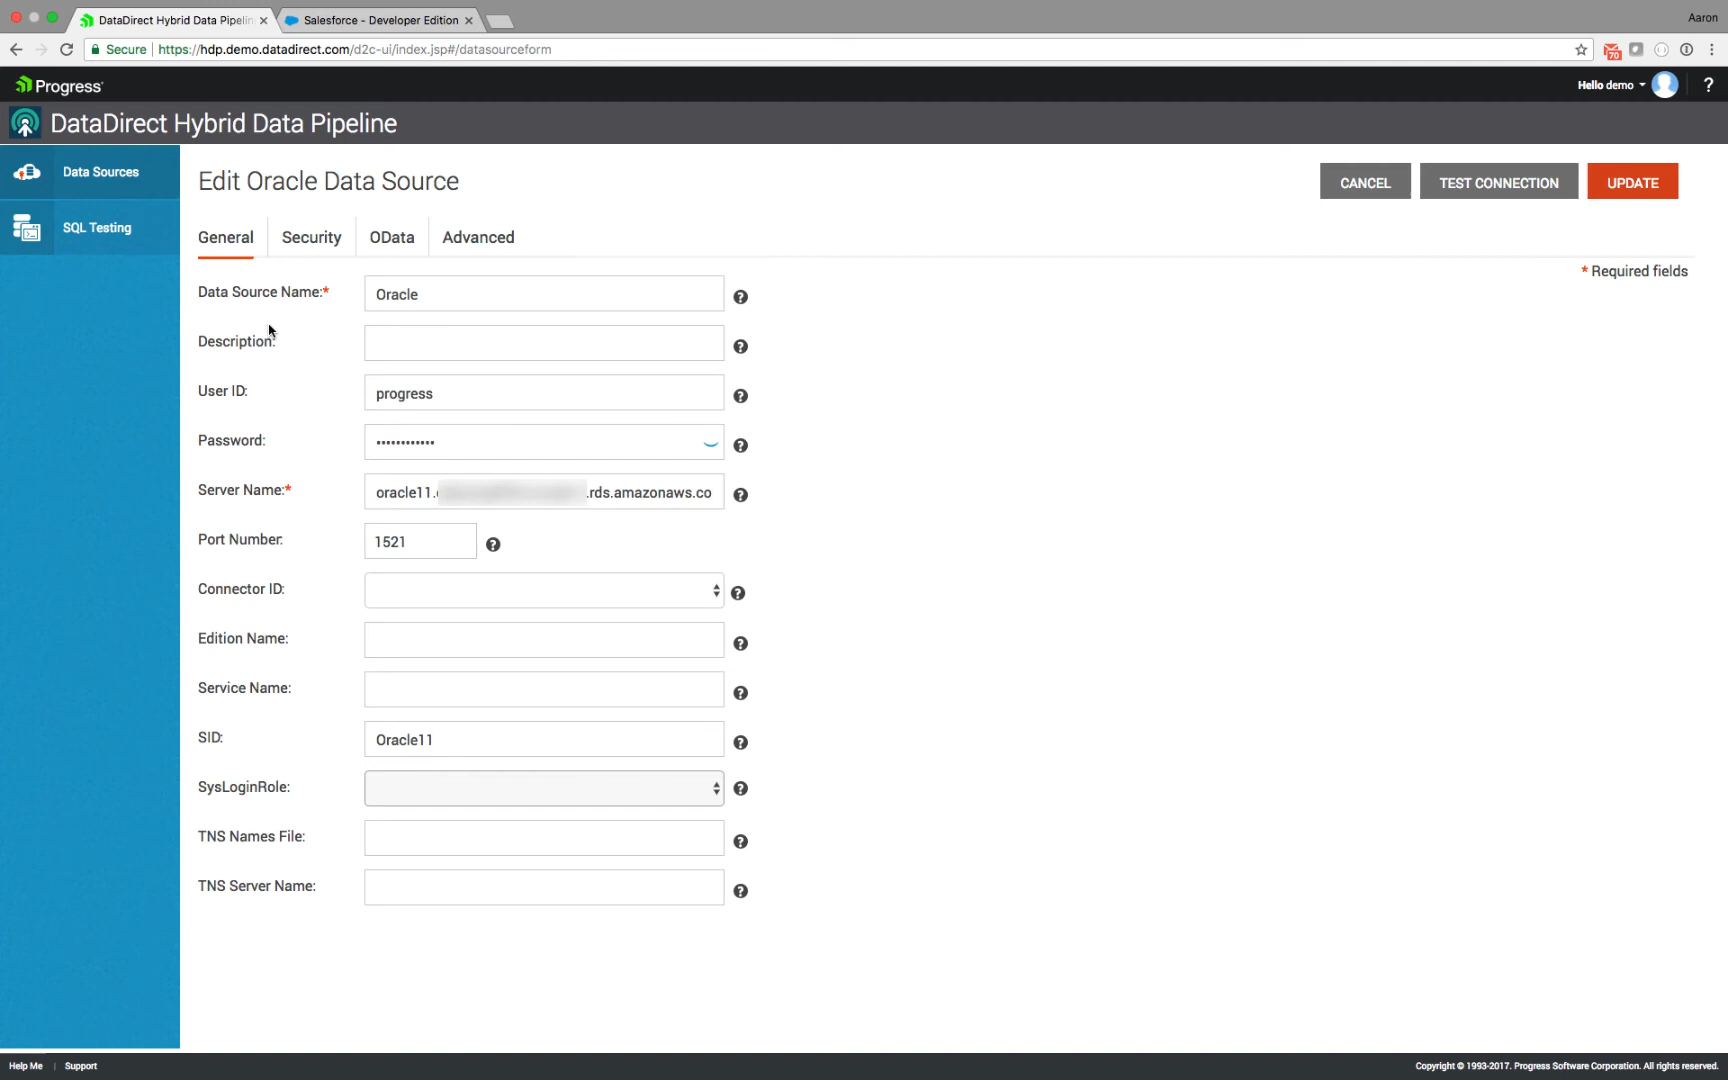 DataDirect Hybrid Data Pipelin
Salesforce - Developer Edition
Aaron
Secure
https://hdp.demo.datadirect.com/d2c-ui/index.jsp#/datasourceform
70
Progress
Hello demo
?
DataDirect Hybrid Data Pipeline
Data Sources
SQL Testing
Edit Oracle Data Source
CANCEL
TEST CONNECTION
UPDATE
General
Security
OData
Advanced
* Required fields
Data Source Name:*
Oracle
?
Description:
?
User ID:
progress
?
Password:
••••••••••••
?
Server Name:*
oracle11.
.rds.amazonaws.co
?
Port Number:
1521
?
Connector ID:
?
Edition Name:
?
Service Name:
?
SID:
Oracle11
?
SysLoginRole:
?
TNS Names File:
?
TNS Server Name:
?
Help Me | Support
Copyright © 1993-2017. Progress Software Corporation. All rights reserved.